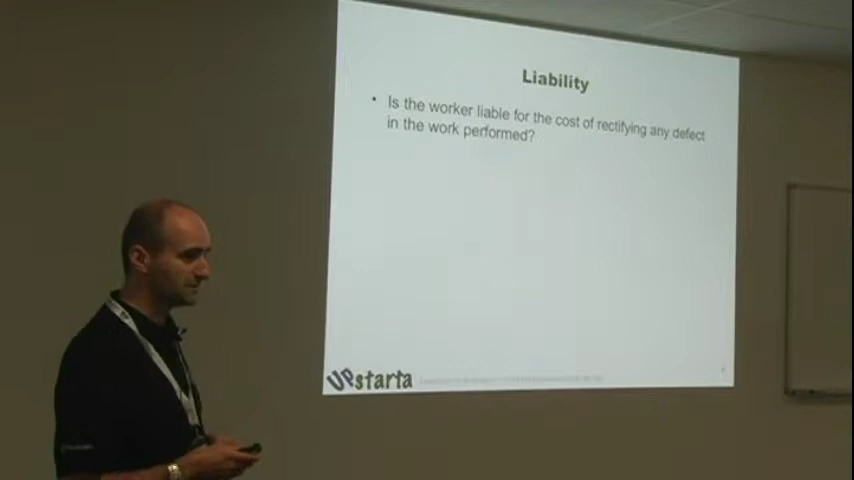 Liability
• Is the worker liable for the cost of rectifying any defect
in the work performed?
UPstarta